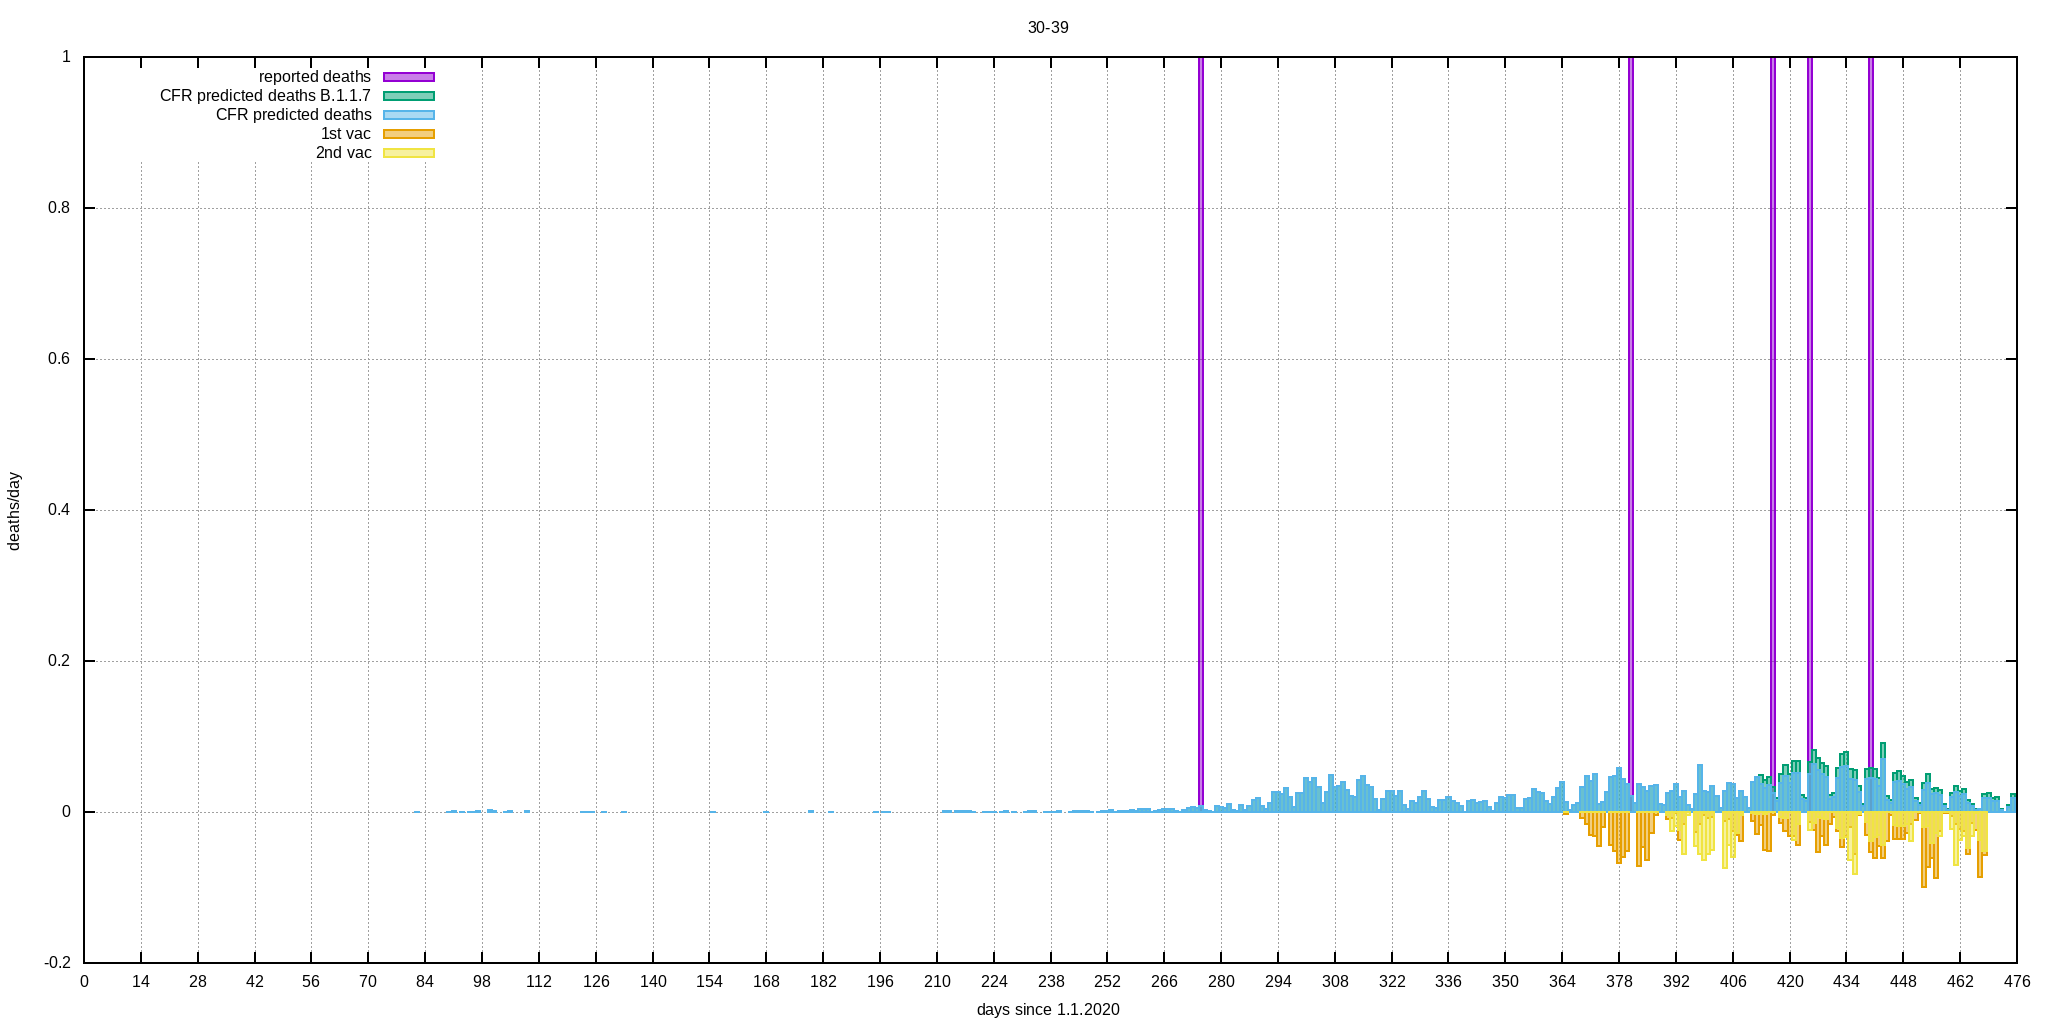 30-39
1
reported deaths
CFR predicted deaths B.1.1.7
CFR predicted deaths
1st vac
2nd vac
0.8
0.6
deaths/day
0.4
0.2
0
-0.2
0 14 28 42 56 70 84 98 112 126 140 154 168 182 196 210 224 238 252 266 280 294 308 322 336 350 364 378 392 406 420 434 448 462 476
days since 1.1.2020